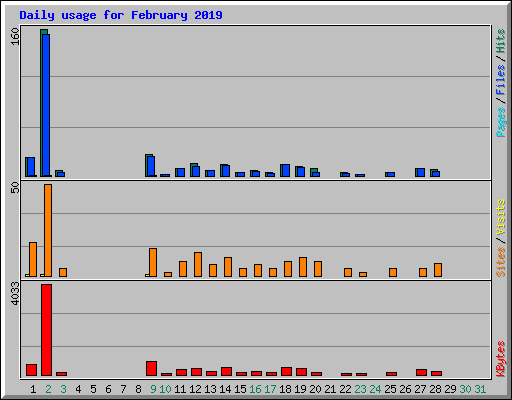 Daily usage for February 2019
160
50
4033
Pages/Files/Hits
Sites/Visits
KBytes
1 2 3 4 5 6 7 8 9 10 11 12 13 14 15 16 17 18 19 20 21 22 23 24 25 26 27 28 29 30 31